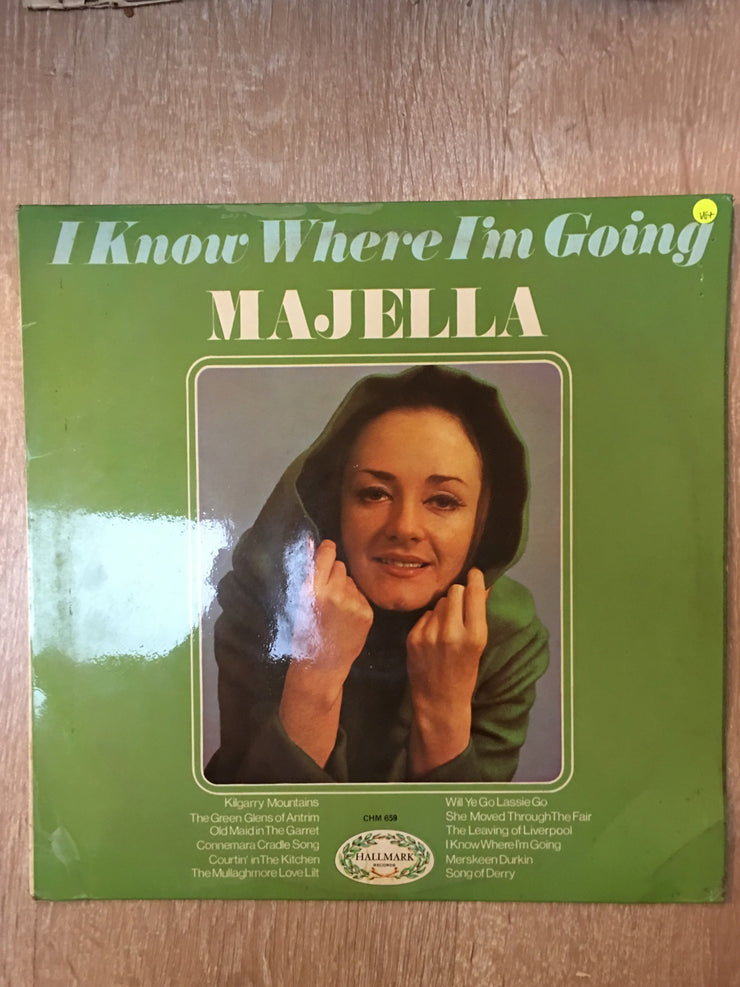 I Know Where I'm Going
VG+
MAJELLA
Kilgarry Mountains
The Green Glens of Antrim
Old Maid in The Garret
Connemara Cradle Song
Courtin' in The Kitchen
The Mullaghmore Love Lilt
CHM 659
HALLMARK
RECORDS
Will Ye Go Lassie Go
She Moved Through The Fair
The Leaving of Liverpool
I Know Where I'm Going
Merskeen Durkin
Song of Derry